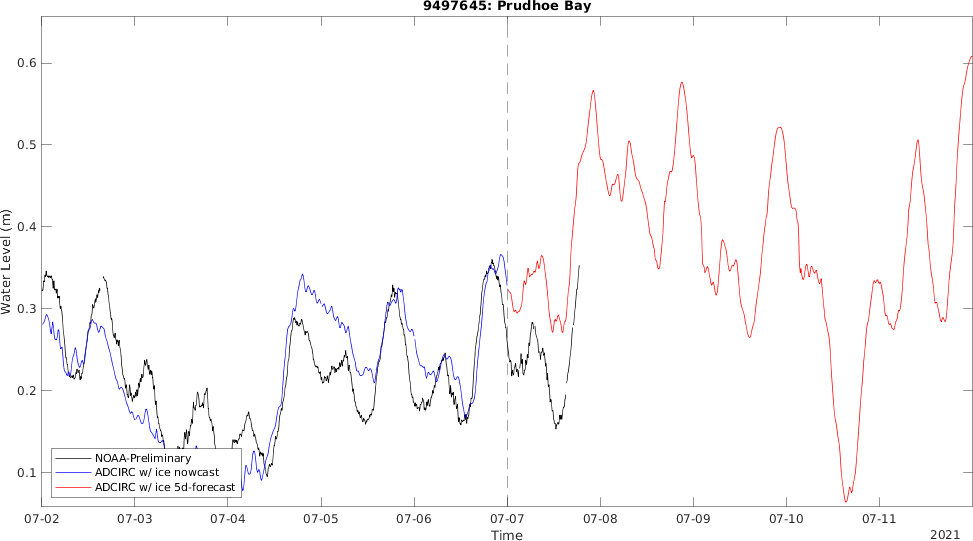 9497645: Prudhoe Bay
Water Level (m)
0.6
0.5
0.4
0.3
0.2
0.1
NOAA-Preliminary
ADCIRC w/ ice nowcast
ADCIRC w/ ice 5d-forecast
07-02 07-03 07-04 07-05 07-06 07-07 07-08 07-09 07-10 07-11
Time
2021